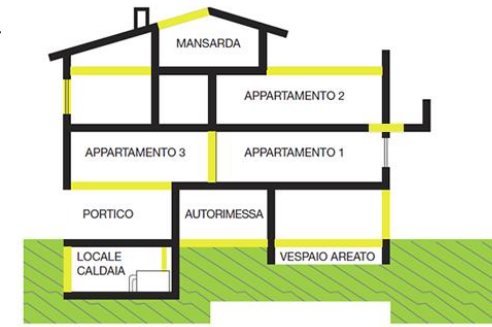 MANSARDA
APPARTAMENTO 2
APPARTAMENTO 3
APPARTAMENTO 1
PORTICO
AUTORIMESSA
LOCALE
CALDAIA
VESPAIO AREATO